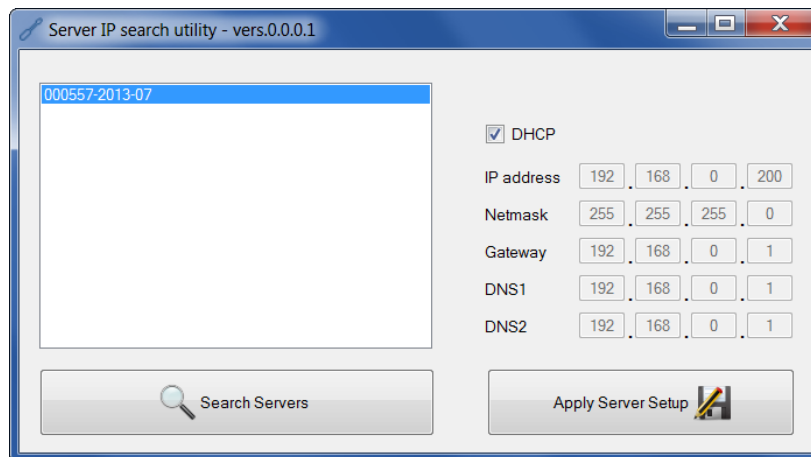 Server IP search utility - vers.0.0.0.1
000557-2013-07
DHCP
IP address 192 . 168 . 0 . 200
Netmask 255 . 255 . 255 . 0
Gateway 192 . 168 . 0 . 1
DNS1 192 . 168 . 0 . 1
DNS2 192 . 168 . 0 . 1
Search Servers
Apply Server Setup